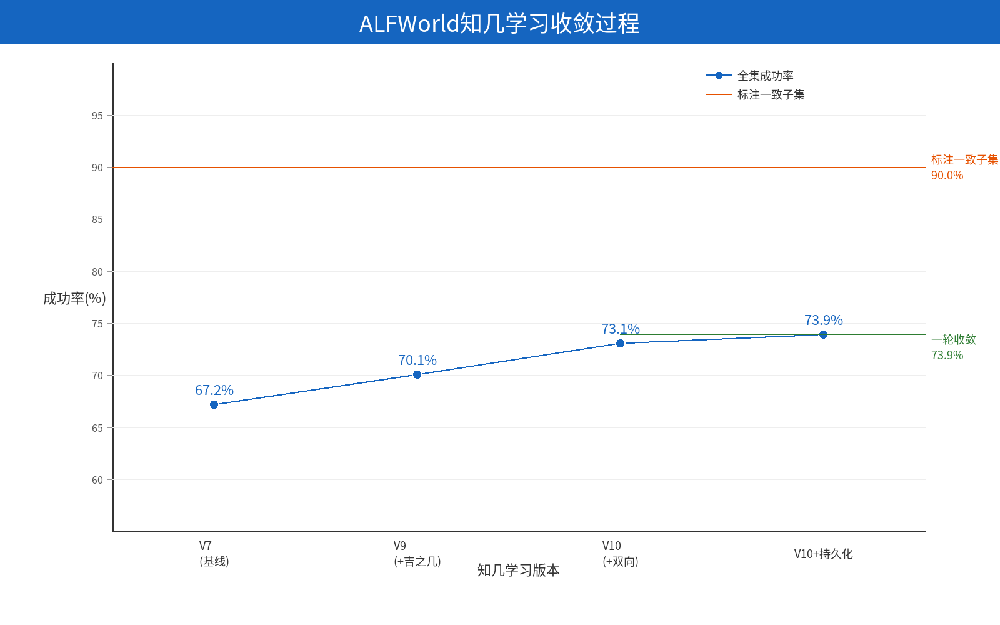 ALFWorld知几学习收敛过程
全集成功率
标注一致子集
95
90
85
80
75
70
65
60
成功率(%)
标注一致子集
90.0%
67.2%
70.1%
73.1%
73.9%
一轮收敛
73.9%
V7
(基线)
V9
(+吉之几)
V10
(+双向)
V10+持久化
知几学习版本